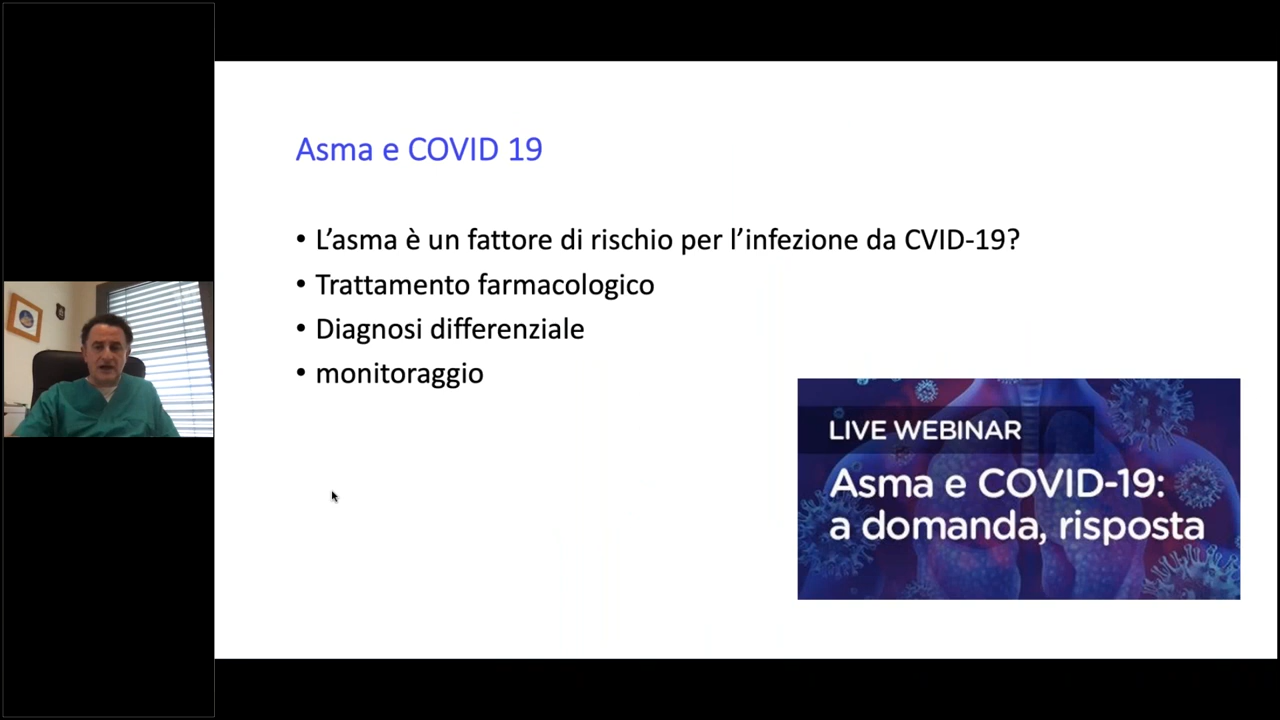 Asma e COVID 19
• L’asma è un fattore di rischio per l’infezione da CVID-19?
• Trattamento farmacologico
• Diagnosi differenziale
• monitoraggio
LIVE WEBINAR
Asma e COVID-19:
a domanda, risposta